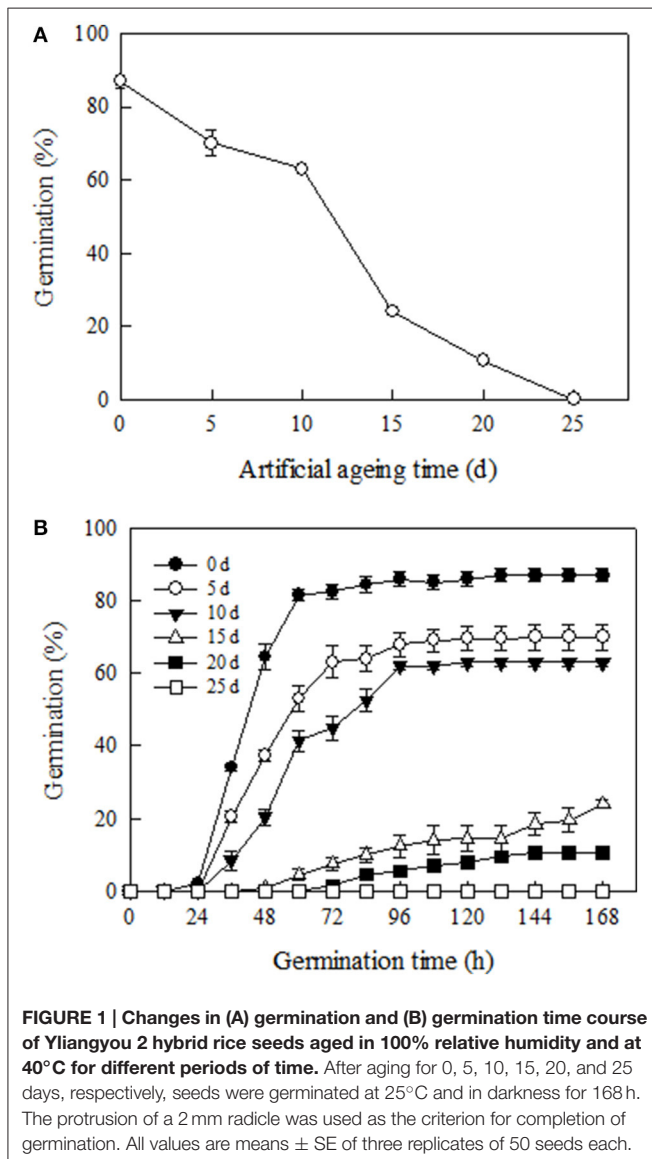 A
100
80
60
40
20
0
Germination (%)
0 5 10 15 20 25
Artificial ageing time (d)
B
100
80
60
40
20
0
Germination (%)
0 d
5 d
10 d
15 d
20 d
25 d
0 24 48 72 96 120 144 168
Germination time (h)
FIGURE 1 | Changes in (A) germination and (B) germination time course
of Yliangyou 2 hybrid rice seeds aged in 100% relative humidity and at
40°C for different periods of time. After aging for 0, 5, 10, 15, 20, and 25
days, respectively, seeds were germinated at 25°C and in darkness for 168 h.
The protrusion of a 2 mm radicle was used as the criterion for completion of
germination. All values are means ± SE of three replicates of 50 seeds each.